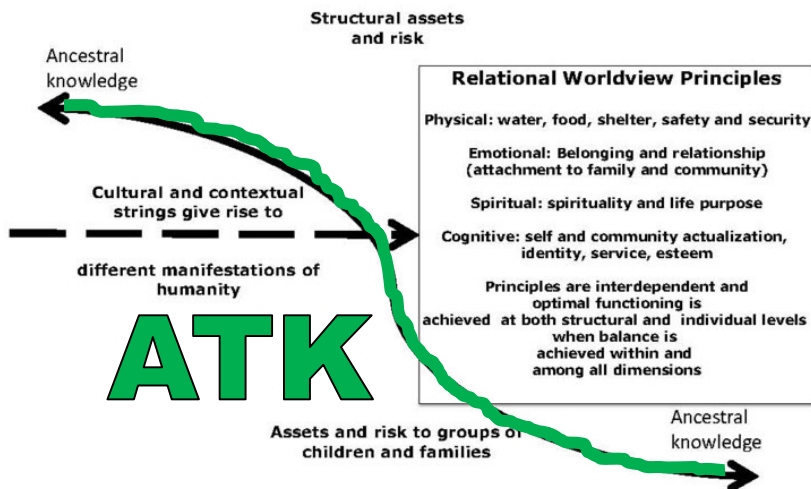 Structural assets
and risk
Ancestral
knowledge
Relational Worldview Principles
Physical: water, food, shelter, safety and security
Emotional: Belonging and relationship
(attachment to family and community)
Spiritual: spirituality and life purpose
Cognitive: self and community actualization,
identity, service, esteem
Principles are interdependent and
optimal functioning is
achieved at both structural and individual levels
when balance is
achieved within and
among all dimensions
Cultural and contextual
strings give rise to
different manifestations of
humanity
ATK
Assets and risk to groups of
children and families
Ancestral
knowledge